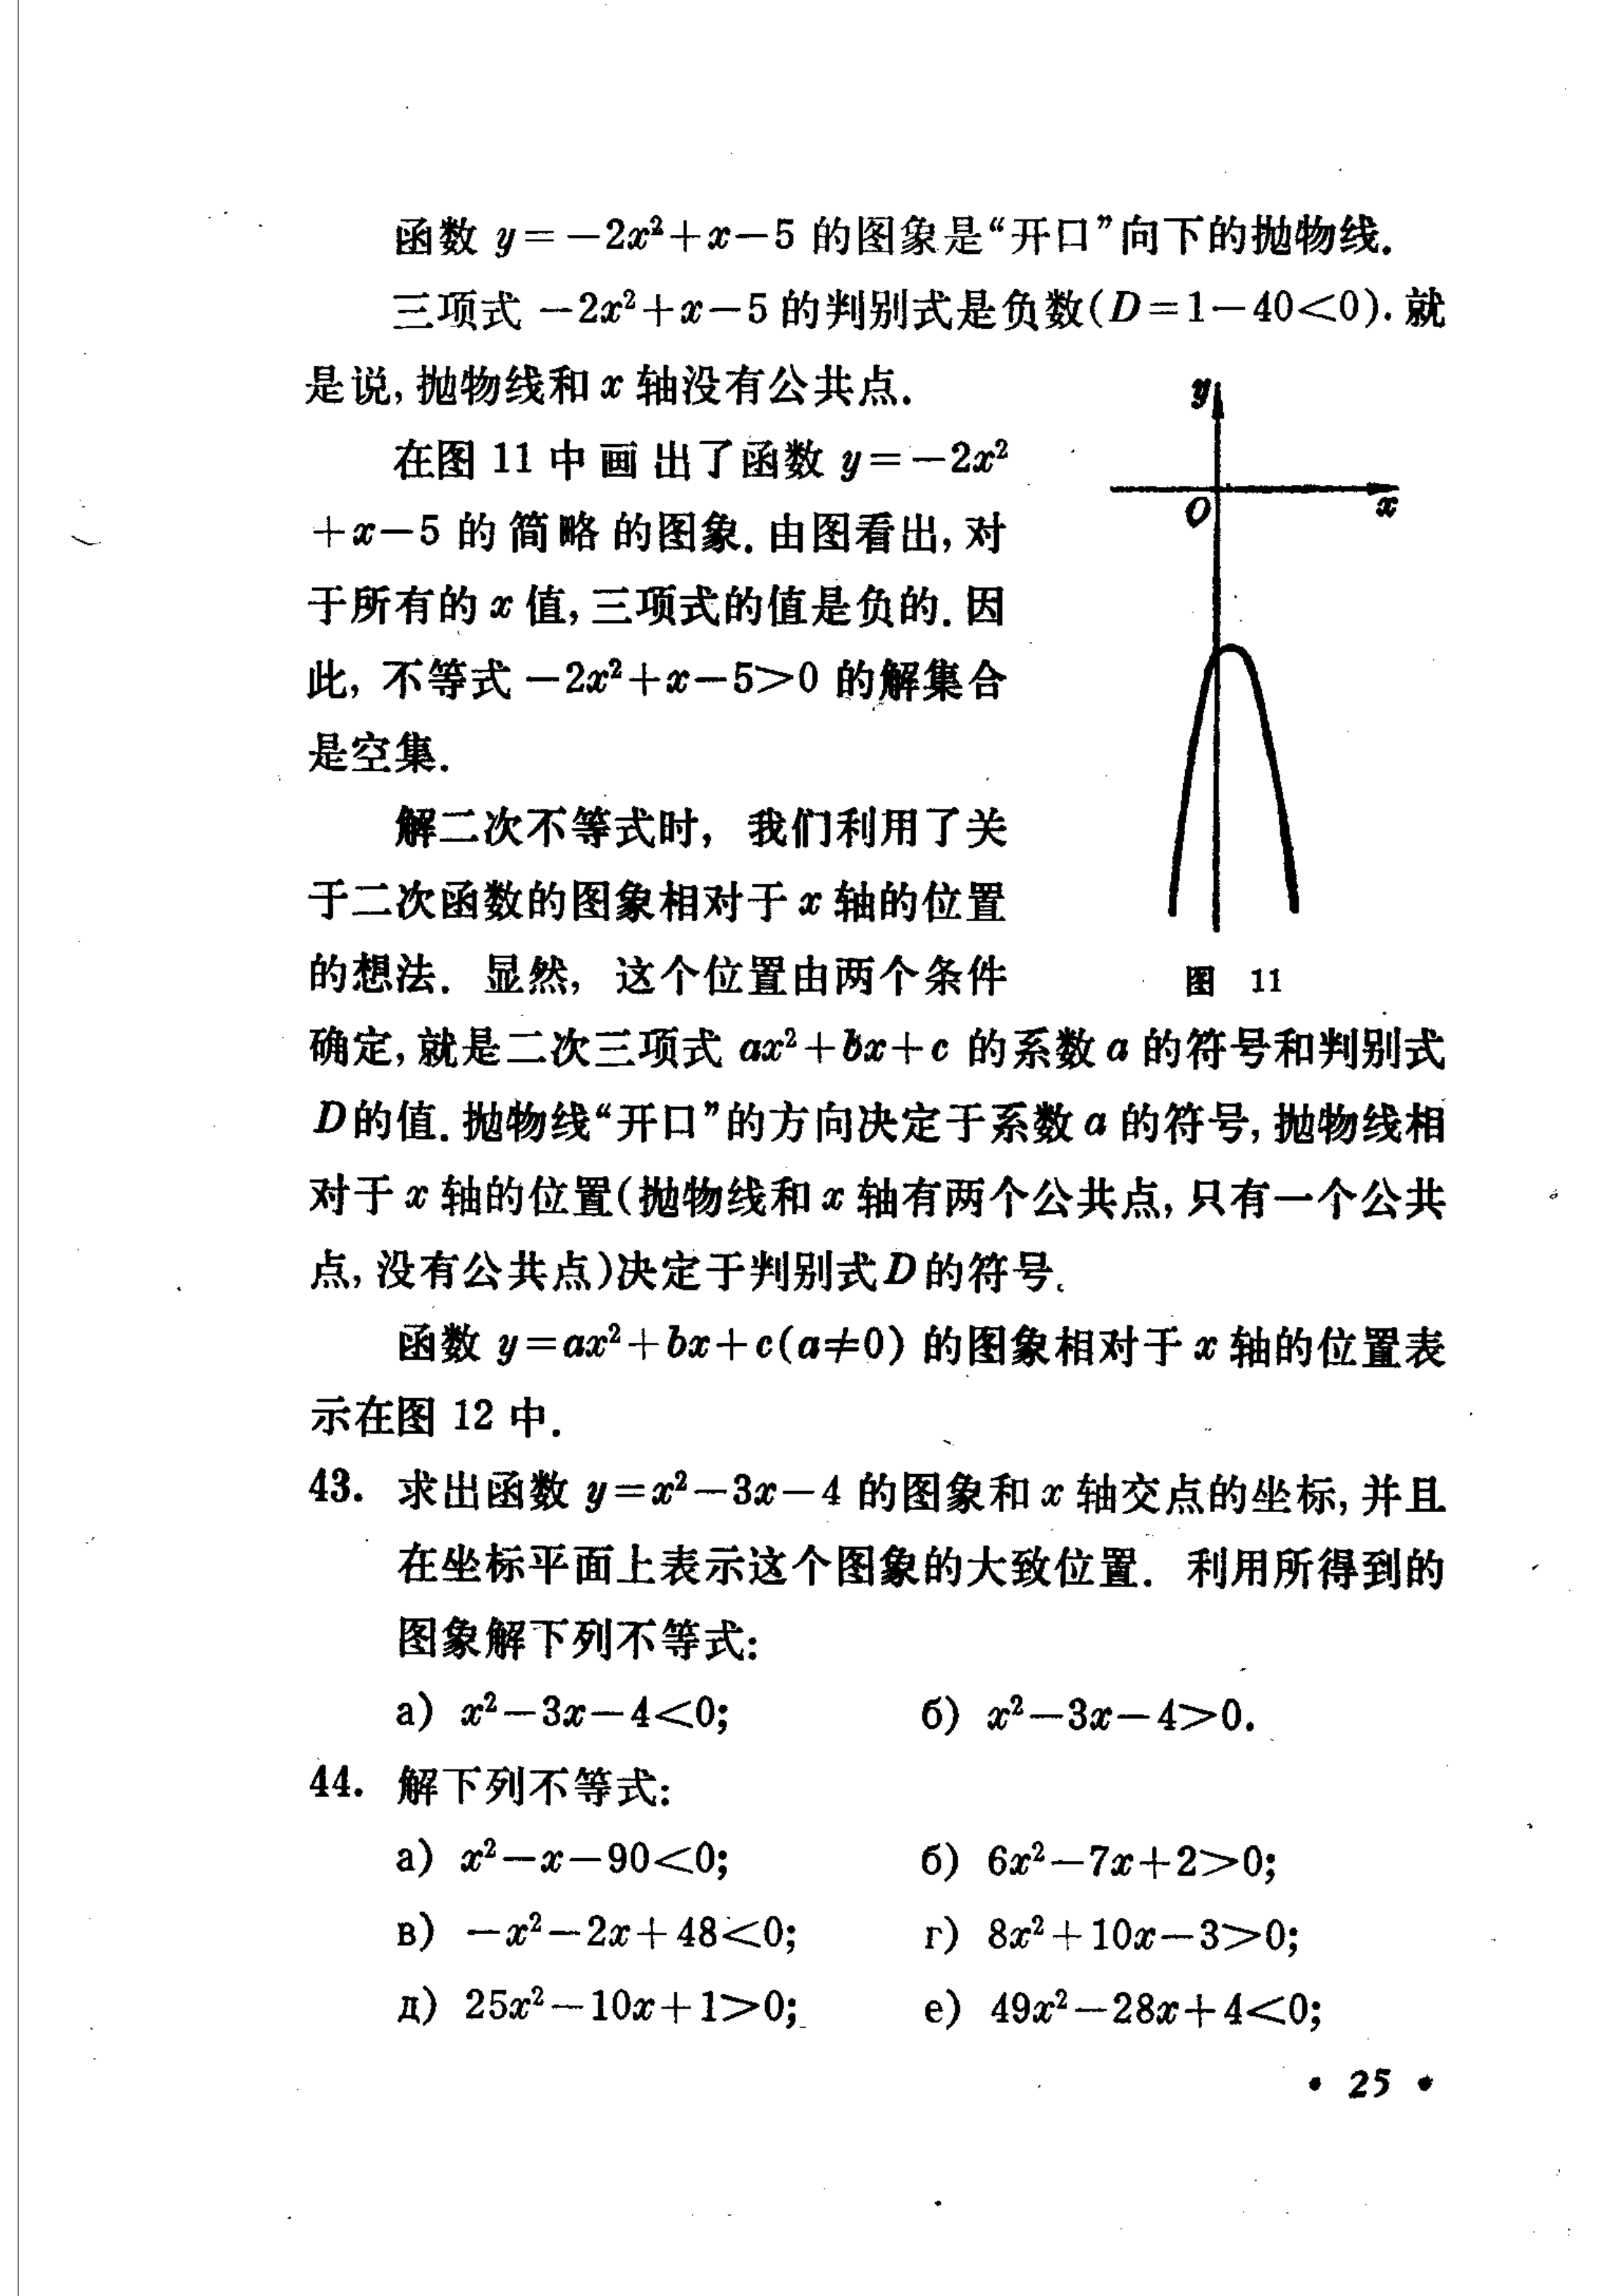 函数 y=-2x²+x-5 的图象是“开口”向下的抛物线.
三项式 -2x²+x-5 的判别式是负数(D=1-40<0). 就
是说, 抛物线和 x 轴没有公共点.
在图 11 中画出了函数 y=-2x²
+x-5 的简略的图象. 由图看出, 对
于所有的 x 值, 三项式的值是负的. 因
此, 不等式 -2x²+x-5>0 的解集合
是空集.
解二次不等式时, 我们利用了关
于二次函数的图象相对于 x 轴的位置
的想法. 显然, 这个位置由两个条件
y
O
x
图 11
确定, 就是二次三项式 ax²+bx+c 的系数 a 的符号和判别式
D的值. 抛物线“开口”的方向决定于系数 a 的符号, 抛物线相
对于 x 轴的位置(抛物线和 x 轴有两个公共点, 只有一个公共
点, 没有公共点)决定于判别式D的符号.
函数 y=ax²+bx+c(a≠0) 的图象相对于 x 轴的位置表
示在图 12 中.
43. 求出函数 y=x²-3x-4 的图象和 x 轴交点的坐标, 并且
在坐标平面上表示这个图象的大致位置. 利用所得到的
图象解下列不等式:
а) x²-3x-4<0; б) x²-3x-4>0.
44. 解下列不等式:
а) x²-x-90<0; б) 6x²-7x+2>0;
в) -x²-2x+48<0; г) 8x²+10x-3>0;
д) 25x²-10x+1>0; е) 49x²-28x+4<0;
• 25 •